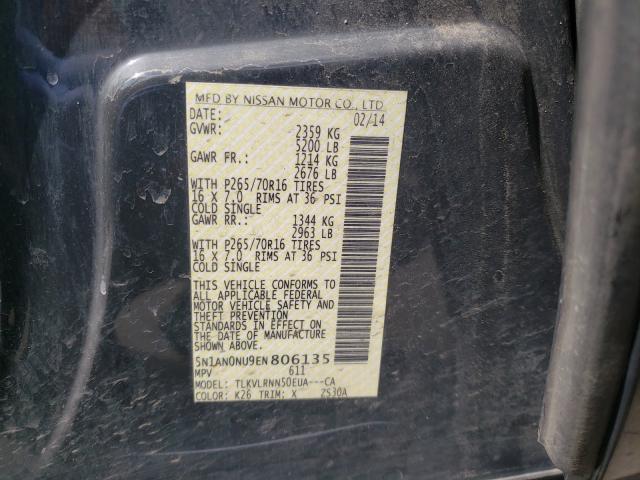 MFD BY NISSAN MOTOR CO., LTD
DATE: 02/14
GVWR: 2359 KG
5200 LB
GAWR FR.: 1214 KG
2676 LB
WITH P265/70R16 TIRES
16 X 7.0 RIMS AT 36 PSI
COLD SINGLE
GAWR RR.: 1344 KG
2963 LB
WITH P265/70R16 TIRES
16 X 7.0 RIMS AT 36 PSI
COLD SINGLE
THIS VEHICLE CONFORMS TO
ALL APPLICABLE FEDERAL
MOTOR VEHICLE SAFETY AND
THEFT PREVENTION
STANDARDS IN EFFECT ON
THE DATE OF MANUFACTURE
SHOWN ABOVE.
5N1AN0NU9EN806135
MPV 611
MODEL: TLKVLRNN50EUA---CA
COLOR: K26 TRIM: X ZS30A